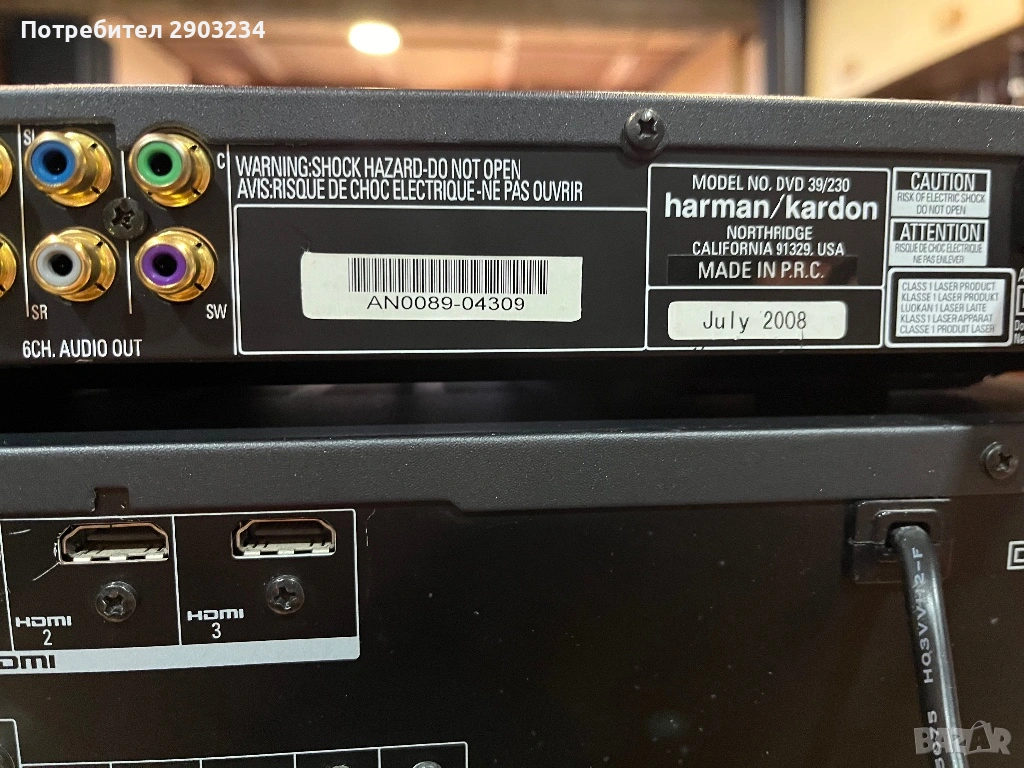 Потребител 2903234
SL
C
SR
SW
6CH. AUDIO OUT
WARNING:SHOCK HAZARD-DO NOT OPEN
AVIS:RISQUE DE CHOC ELECTRIQUE-NE PAS OUVRIR
AN0089-04309
MODEL NO. DVD 39/230
harman/kardon
NORTHRIDGE
CALIFORNIA 91329, USA
MADE IN P.R.C.
July 2008
CAUTION
RISK OF ELECTRIC SHOCK
DO NOT OPEN
ATTENTION
RISQUE DE CHOC ELECTRIQUE
NE PAS ENLEVER
CLASS 1 LASER PRODUCT
KLASSE 1 LASER PRODUKT
LUOKAN 1 LASER LAITE
KLASS 1 LASER APPARAT
CLASSE 1 PRODUIT LASER
HDMI
2
HDMI
3
HDMI
BAZAR